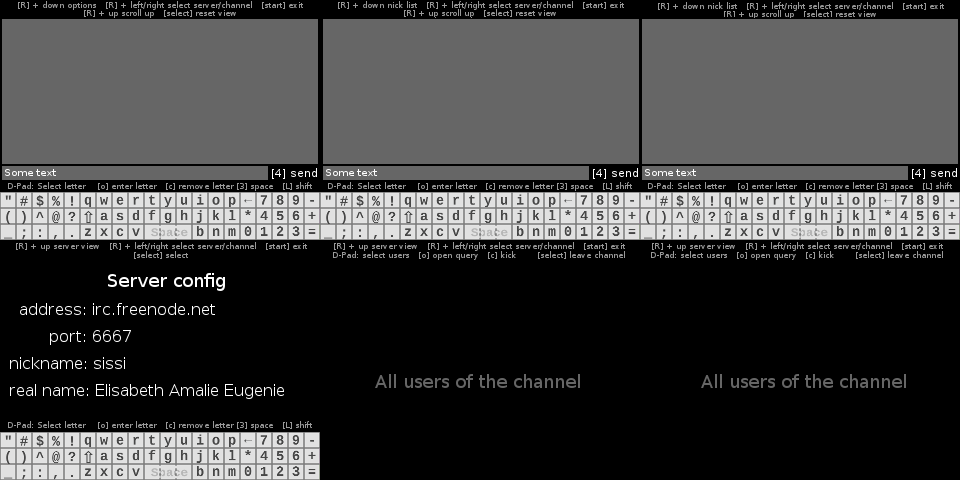 [R] + down options [R] + left/right select server/channel [start] exit
[R] + up scroll up [select] reset view
Some text
[4] send
D-Pad: Select letter [o] enter letter [c] remove letter [3] space [L] shift
" # $ % ! q w e r t y u i o p ← 7 8 9 -
( ) ^ @ ? ⇧ a s d f g h j k l * 4 5 6 +
_ ; : , . z x c v Space b n m 0 1 2 3 =
[R] + down nick list [R] + left/right select server/channel [start] exit
[R] + up scroll up [select] reset view
Some text
[4] send
D-Pad: Select letter [o] enter letter [c] remove letter [3] space [L] shift
" # $ % ! q w e r t y u i o p ← 7 8 9 -
( ) ^ @ ? ⇧ a s d f g h j k l * 4 5 6 +
_ ; : , . z x c v Space b n m 0 1 2 3 =
[R] + down nick list [R] + left/right select server/channel [start] exit
[R] + up scroll up [select] reset view
Some text
[4] send
D-Pad: Select letter [o] enter letter [c] remove letter [3] space [L] shift
" # $ % ! q w e r t y u i o p ← 7 8 9 -
( ) ^ @ ? ⇧ a s d f g h j k l * 4 5 6 +
_ ; : , . z x c v Space b n m 0 1 2 3 =
[R] + up server view [R] + left/right select server/channel [start] exit
[select] select
Server config
address: irc.freenode.net
port: 6667
nickname: sissi
real name: Elisabeth Amalie Eugenie
D-Pad: Select letter [o] enter letter [c] remove letter [3] space [L] shift
" # $ % ! q w e r t y u i o p ← 7 8 9 -
( ) ^ @ ? ⇧ a s d f g h j k l * 4 5 6 +
_ ; : , . z x c v Space b n m 0 1 2 3 =
[R] + up server view [R] + left/right select server/channel [start] exit
D-Pad: select users [o] open query [c] kick [select] leave channel
All users of the channel
[R] + up server view [R] + left/right select server/channel [start] exit
D-Pad: select users [o] open query [c] kick [select] leave channel
All users of the channel